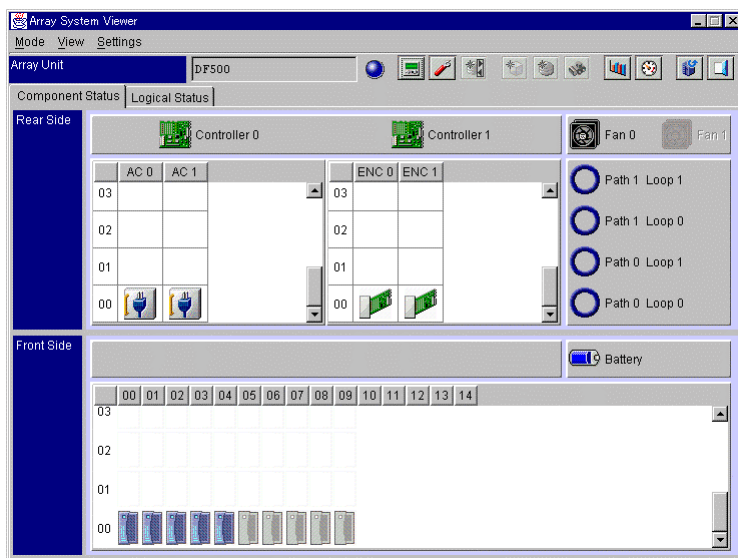 Array System Viewer
Mode View Settings
Array Unit DF500
Component Status Logical Status
Rear Side
Controller 0 Controller 1 Fan 0 Fan 1
AC 0 AC 1
03
02
01
00
ENC 0 ENC 1
03
02
01
00
Path 1 Loop 1
Path 1 Loop 0
Path 0 Loop 1
Path 0 Loop 0
Front Side
Battery
00 01 02 03 04 05 06 07 08 09 10 11 12 13 14
03
02
01
00